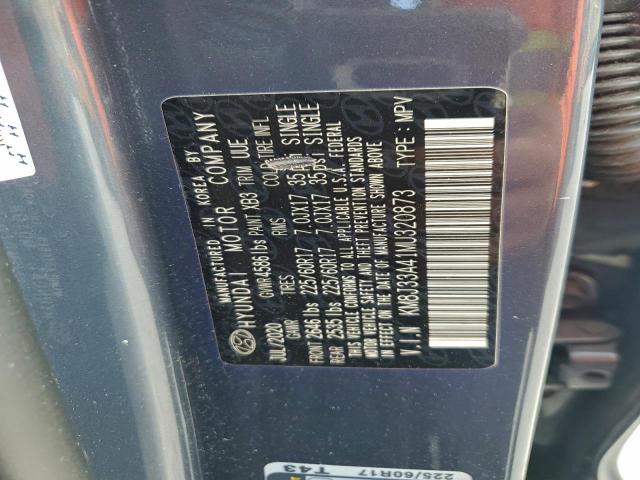 MANUFACTURED IN KOREA BY
HYUNDAI MOTOR COMPANY
JUL/2020 GVWR 4586 lbs PAINT XB3 TRIM UUE
GAWR TIRES RIMS COLD TIRE INFL
FRONT 2646 lbs 225/60R17 7.0JX17 35 SINGLE
REAR 2535 lbs 225/60R17 7.0JX17 35 psi SINGLE
THIS VEHICLE CONFORMS TO ALL APPLICABLE U.S.A. FEDERAL
MOTOR VEHICLE SAFETY AND THEFT PREVENTION STANDARDS
IN EFFECT ON THE DATE OF MANUFACTURE SHOWN ABOVE
V.I.N KM8J33A41MU320873 TYPE : MPV
225/60R17
T43